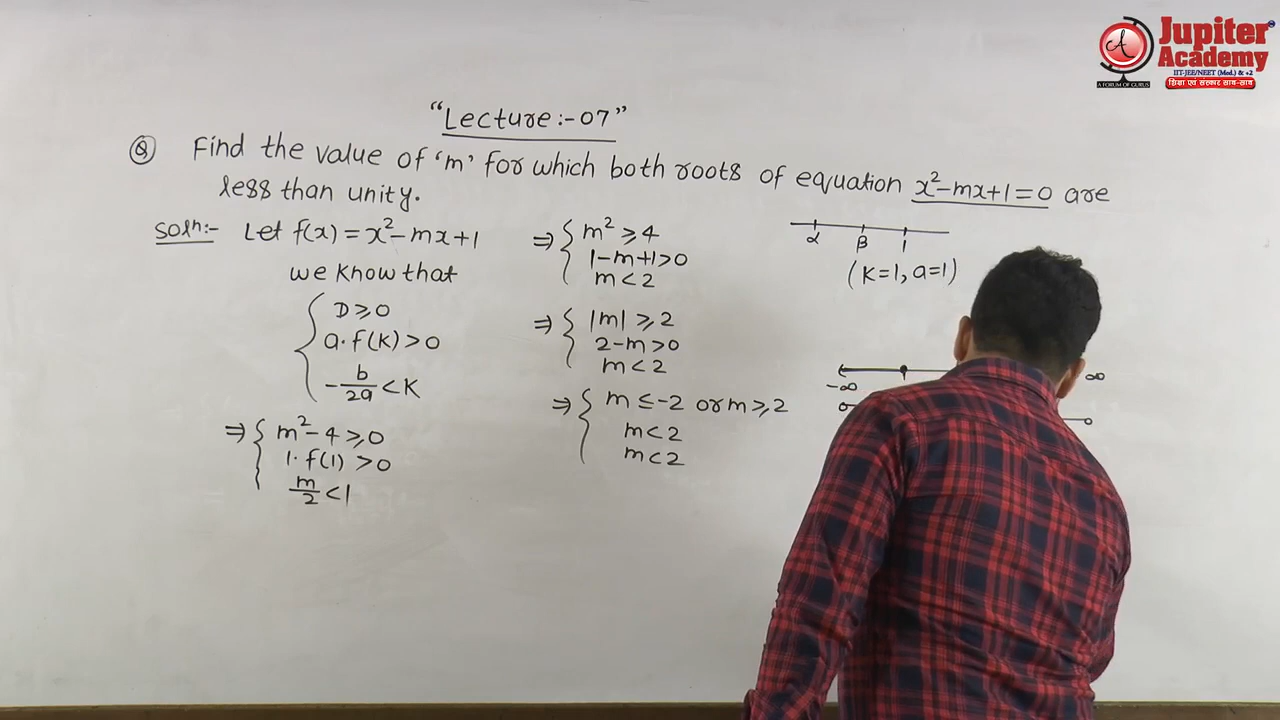 Jupiter
Academy
IIT-JEE/NEET (Med.) & +2
A FORUM OF GURUS
शिक्षा एवं संस्कार साथ-साथ
"Lecture:-07"
Q Find the value of 'm' for which both roots of equation x²-mx+1=0 are
less than unity.
Solⁿ:- Let f(x)=x²-mx+1
we know that
D≥0
a.f(K)>0
-b/2a<K
⇒ { m²-4≥0
1.f(1)>0
m/2<1
⇒ { m²≥4
1-m+1>0
m<2
⇒ { |m|≥2
2-m>0
m<2
⇒ { m≤-2 or m≥2
m<2
m<2
α β 1
(K=1, a=1)
-∞ ∞